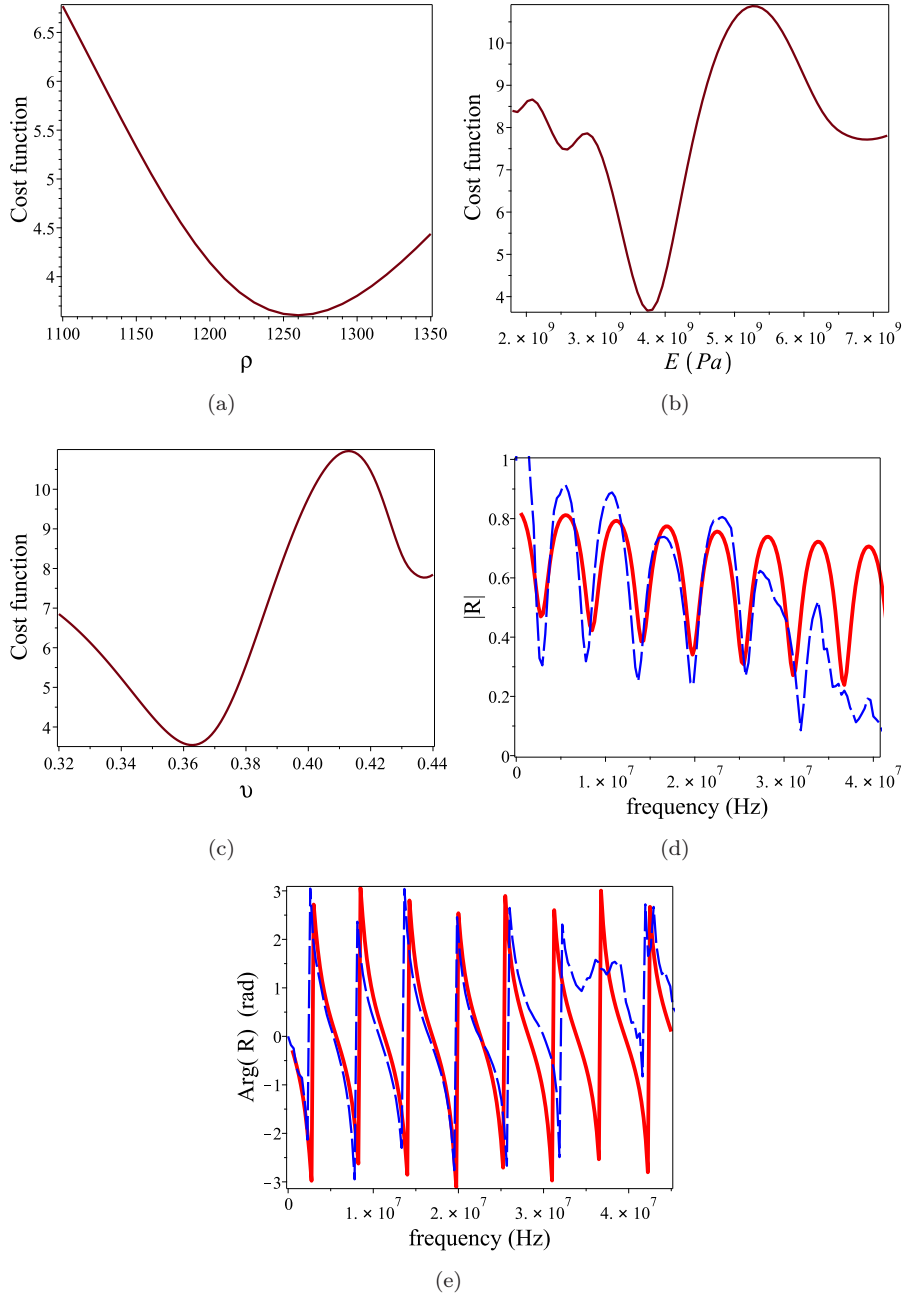 6.5
6
5.5
5
4.5
4
Cost function
1100 1150 1200 1250 1300 1350
ρ
(a)
10
9
8
7
6
5
4
Cost function
2. × 10^9 3. × 10^9 4. × 10^9 5. × 10^9 6. × 10^9 7. × 10^9
E (Pa)
(b)
10
9
8
7
6
5
4
Cost function
0.32 0.34 0.36 0.38 0.40 0.42 0.44
υ
(c)
1
0.8
0.6
0.4
0.2
0
|R|
0 1. × 10^7 2. × 10^7 3. × 10^7 4. × 10^7
frequency (Hz)
(d)
3
2
1
0
−1
−2
−3
Arg( R) (rad)
0 1. × 10^7 2. × 10^7 3. × 10^7 4. × 10^7
frequency (Hz)
(e)